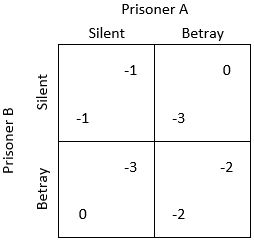 Prisoner A
Silent Betray
Prisoner B
Silent
-1 0
-1 -3
Betray
-3 -2
0 -2